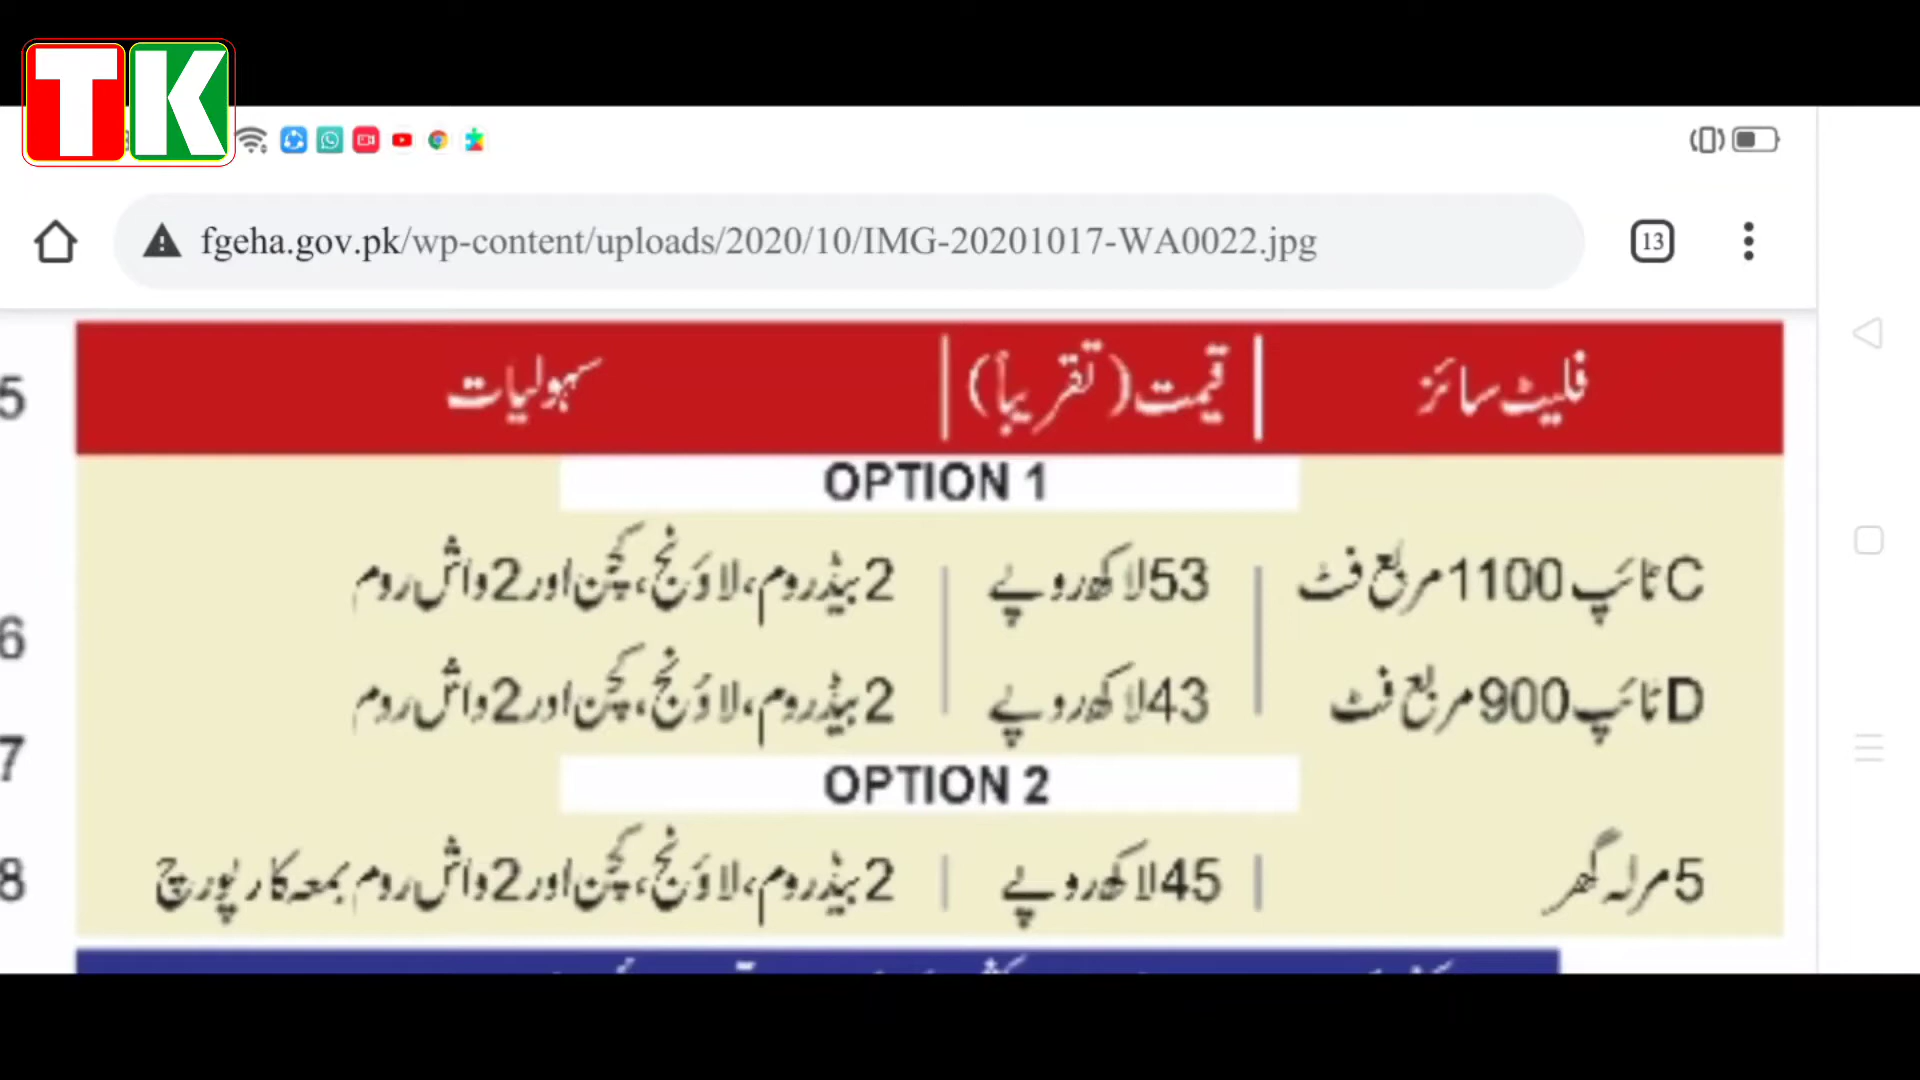 TK
fgeha.gov.pk/wp-content/uploads/2020/10/IMG-20201017-WA0022.jpg
13
فلیٹ سائز | قیمت (تقریباً) | سہولیات
OPTION 1
C ٹائپ 1100 مربع فٹ | 53 لاکھ روپے | 2 بیڈروم، لاؤنج، کچن اور 2 واش روم
D ٹائپ 900 مربع فٹ | 43 لاکھ روپے | 2 بیڈروم، لاؤنج، کچن اور 2 واش روم
OPTION 2
5 مرلہ گھر | 45 لاکھ روپے | 2 بیڈروم، لاؤنج، کچن اور 2 واش روم بمعہ کار پورچ
5
6
7
8